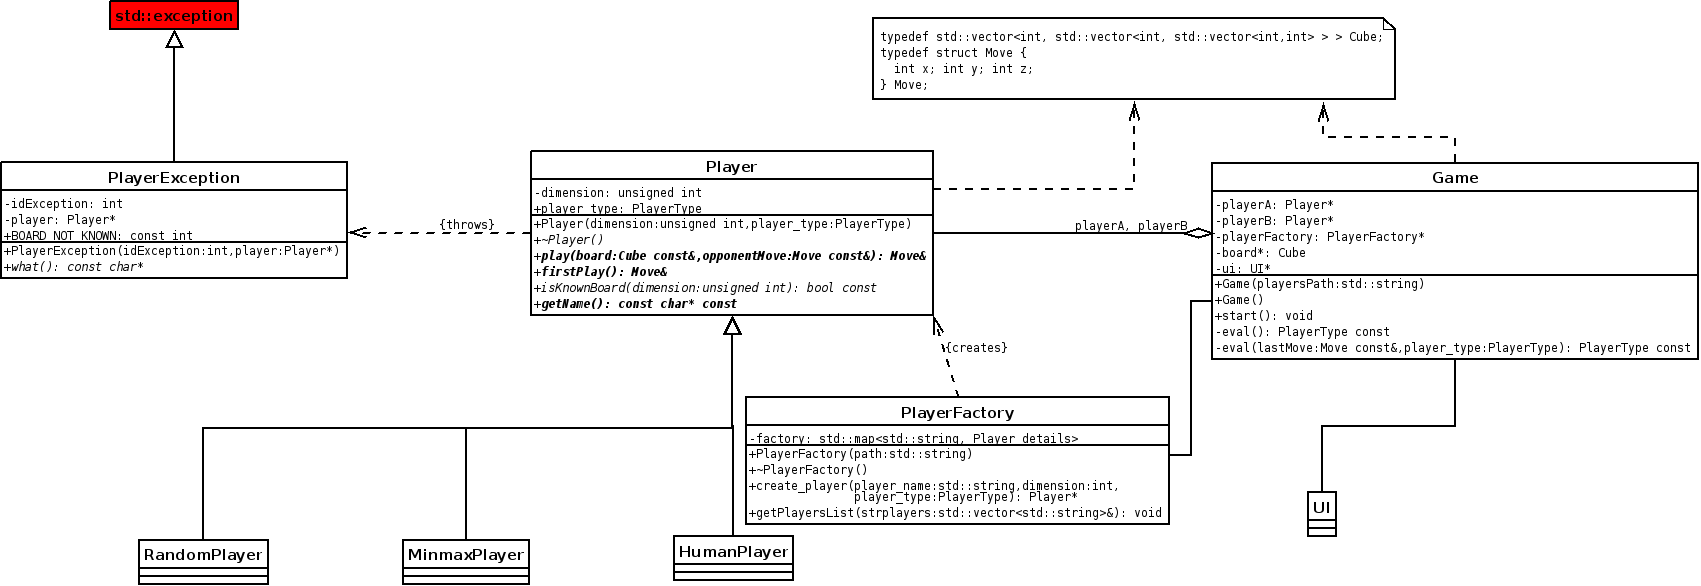 std::exception
typedef std::vector<int, std::vector<int, std::vector<int,int> > > Cube;
typedef struct Move {
int x; int y; int z;
} Move;
PlayerException
-idException: int
-player: Player*
+BOARD_NOT_KNOWN: const int
+PlayerException(idException:int,player:Player*)
+what(): const char*
{throws}
Player
-dimension: unsigned int
+player_type: PlayerType
+Player(dimension:unsigned int,player_type:PlayerType)
+~Player()
+play(board:Cube const&,opponentMove:Move const&): Move&
+firstPlay(): Move&
+isKnownBoard(dimension:unsigned int): bool const
+getName(): const char* const
playerA, playerB
Game
-playerA: Player*
-playerB: Player*
-playerFactory: PlayerFactory*
-board*: Cube
-ui: UI*
+Game(playersPath:std::string)
+Game()
+start(): void
-eval(): PlayerType const
-eval(lastMove:Move const&,player_type:PlayerType): PlayerType const
{creates}
PlayerFactory
-factory: std::map<std::string, Player_details>
+PlayerFactory(path:std::string)
+~PlayerFactory()
+create_player(player_name:std::string,dimension:int,
player_type:PlayerType): Player*
+getPlayersList(strplayers:std::vector<std::string>&): void
UI
RandomPlayer
MinmaxPlayer
HumanPlayer